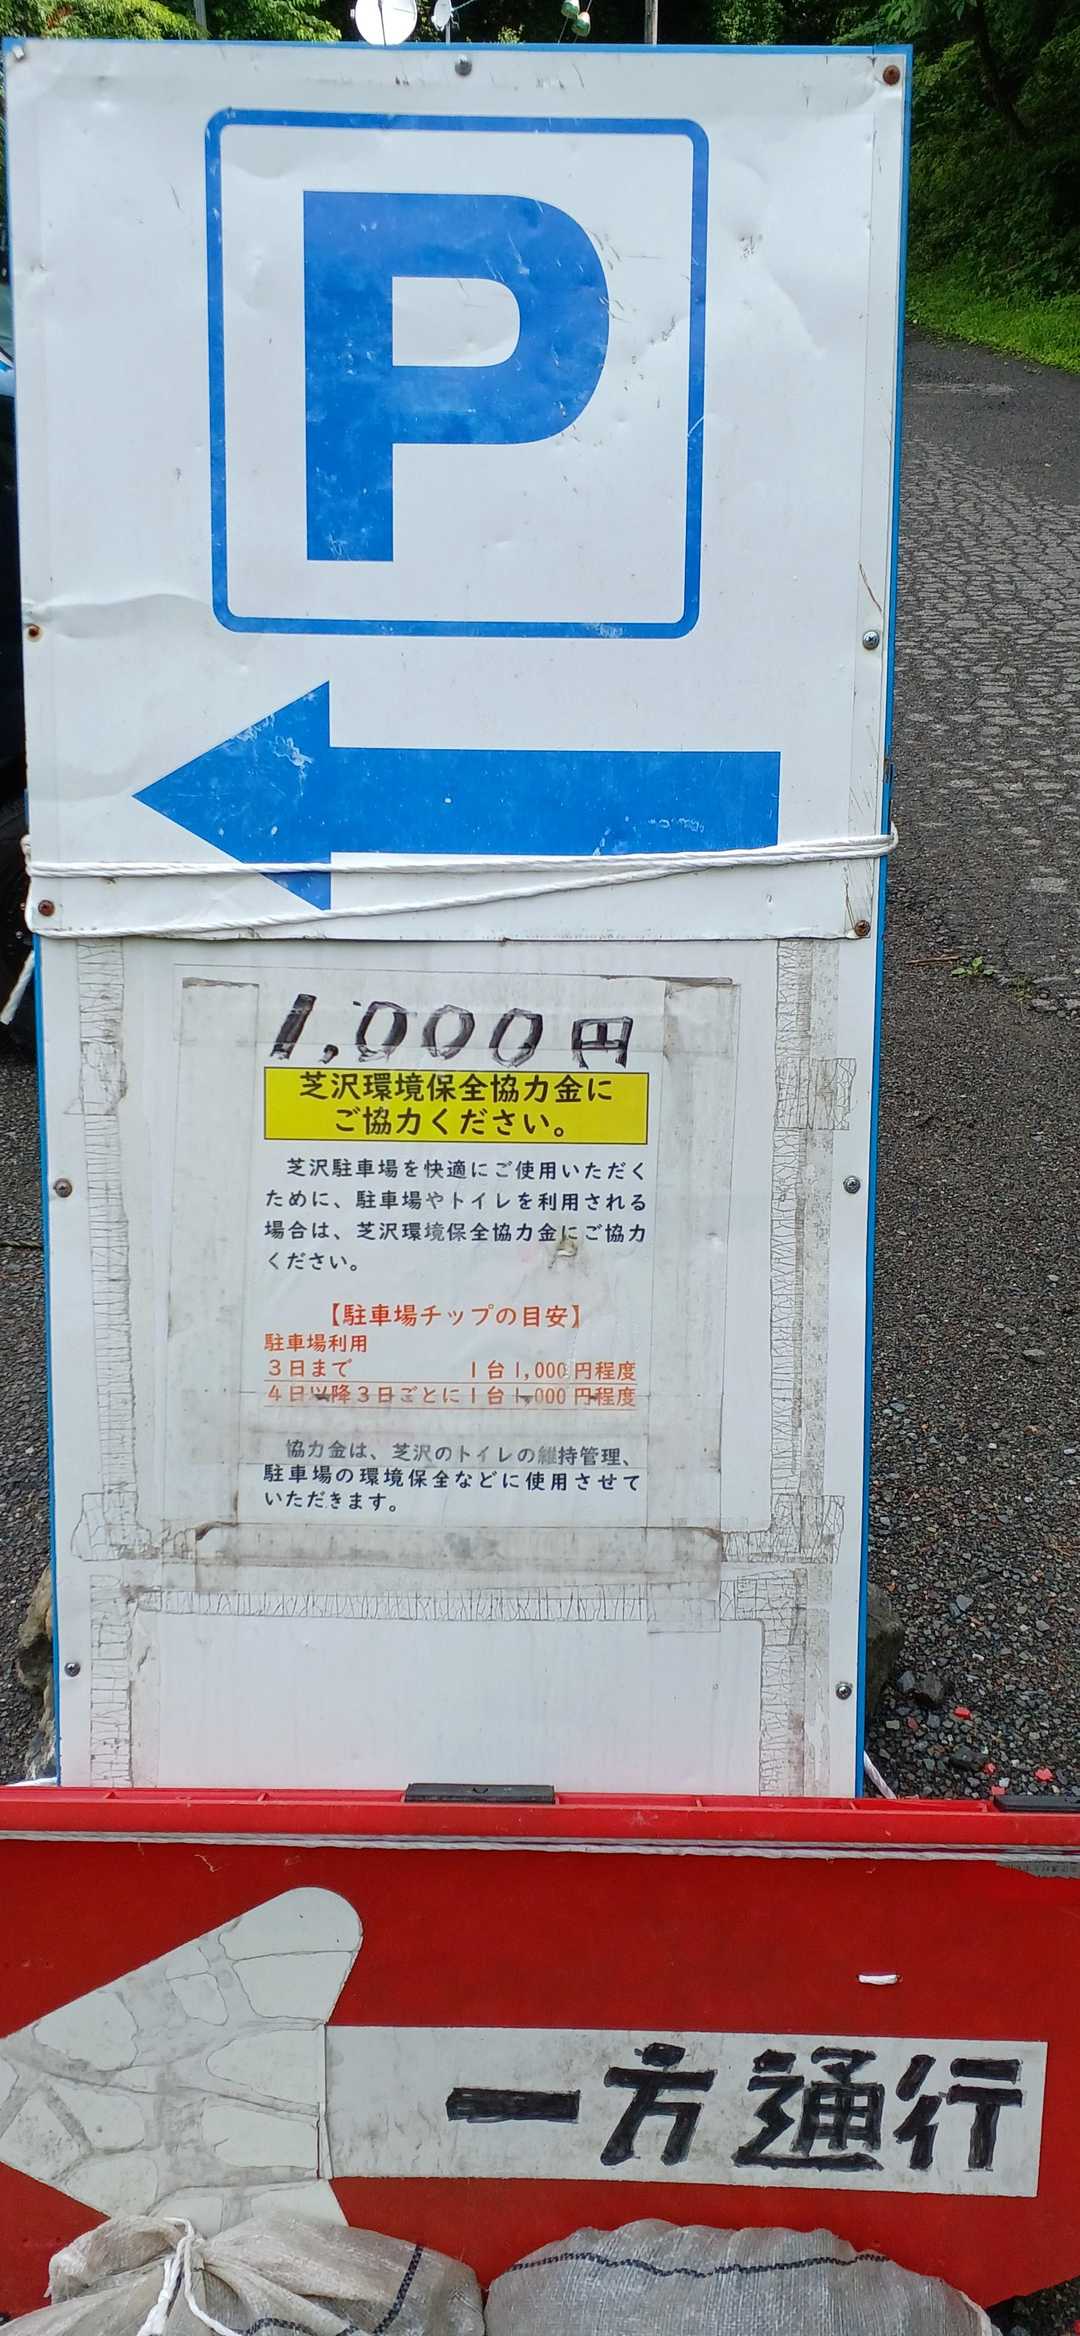 P
1,000円
芝沢環境保全協力金に
ご協力ください。
芝沢駐車場を快適にご使用いただく
ために、駐車場やトイレを利用される
場合は、芝沢環境保全協力金にご協力
ください。
【駐車場チップの目安】
駐車場利用
3日まで 1台1,000円程度
4日以降3日ごとに1台1,000円程度
協力金は、芝沢のトイレの維持管理、
駐車場の環境保全などに使用させて
いただきます。
一方通行